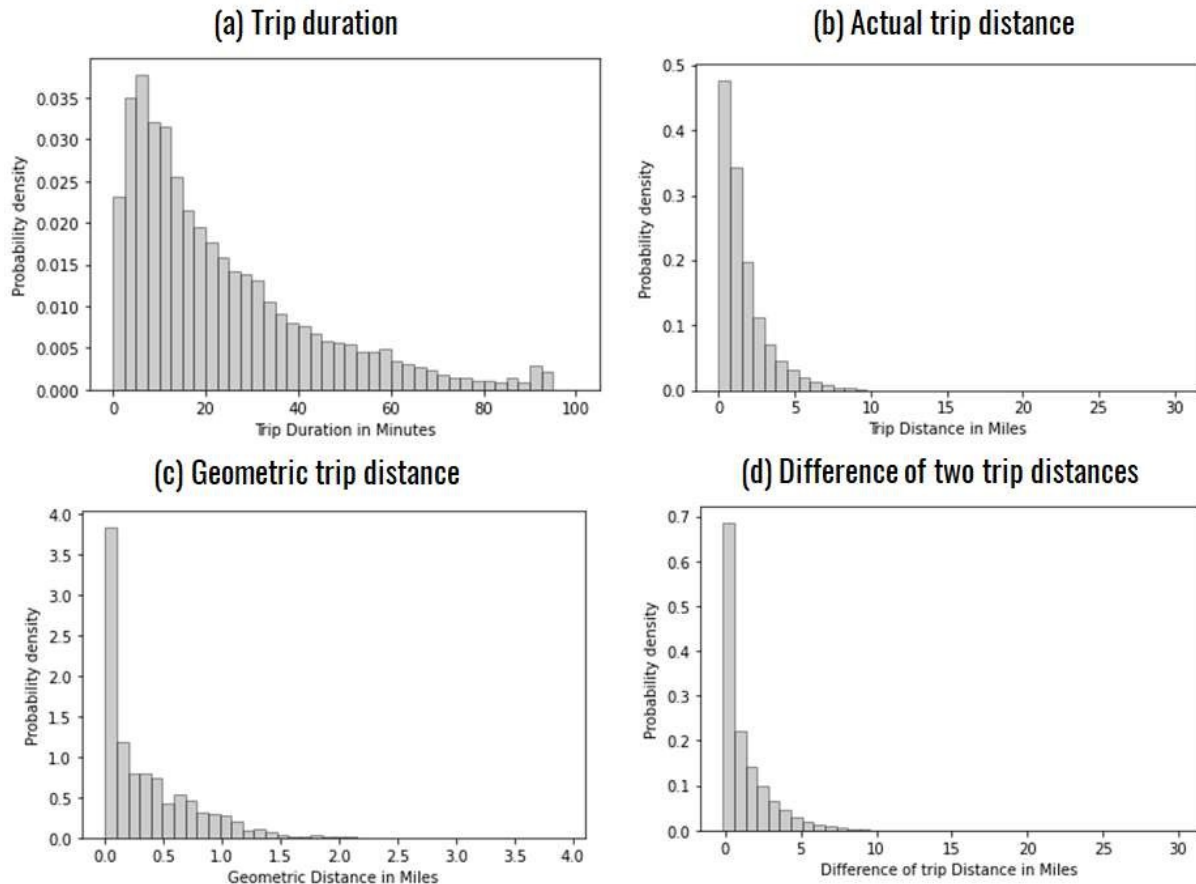 (a) Trip duration
0.035
0.030
0.025
0.020
0.015
0.010
0.005
0.000
Probability density
0 20 40 60 80 100
Trip Duration in Minutes
(b) Actual trip distance
0.5
0.4
0.3
0.2
0.1
0.0
Probability density
0 5 10 15 20 25 30
Trip Distance in Miles
(c) Geometric trip distance
4.0
3.5
3.0
2.5
2.0
1.5
1.0
0.5
0.0
Probability density
0.0 0.5 1.0 1.5 2.0 2.5 3.0 3.5 4.0
Geometric Distance in Miles
(d) Difference of two trip distances
0.7
0.6
0.5
0.4
0.3
0.2
0.1
0.0
Probability density
0 5 10 15 20 25 30
Difference of trip Distance in Miles